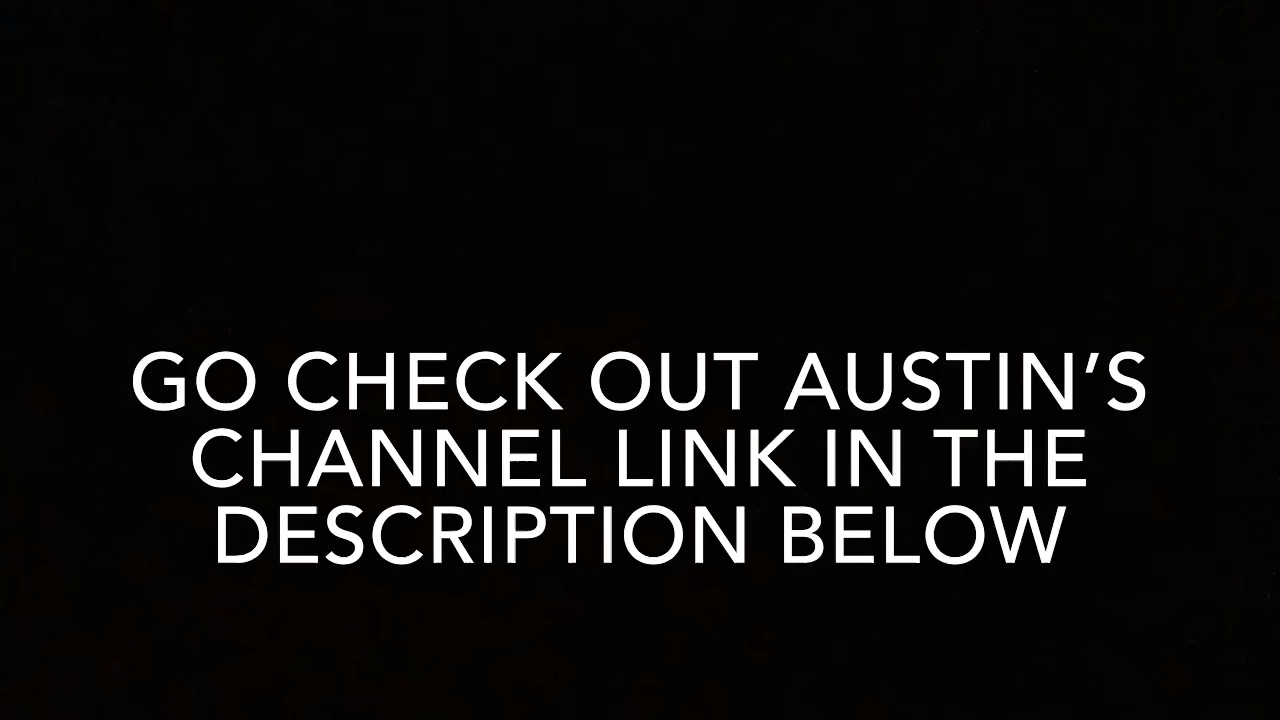 GO CHECK OUT AUSTIN’S
CHANNEL LINK IN THE
DESCRIPTION BELOW